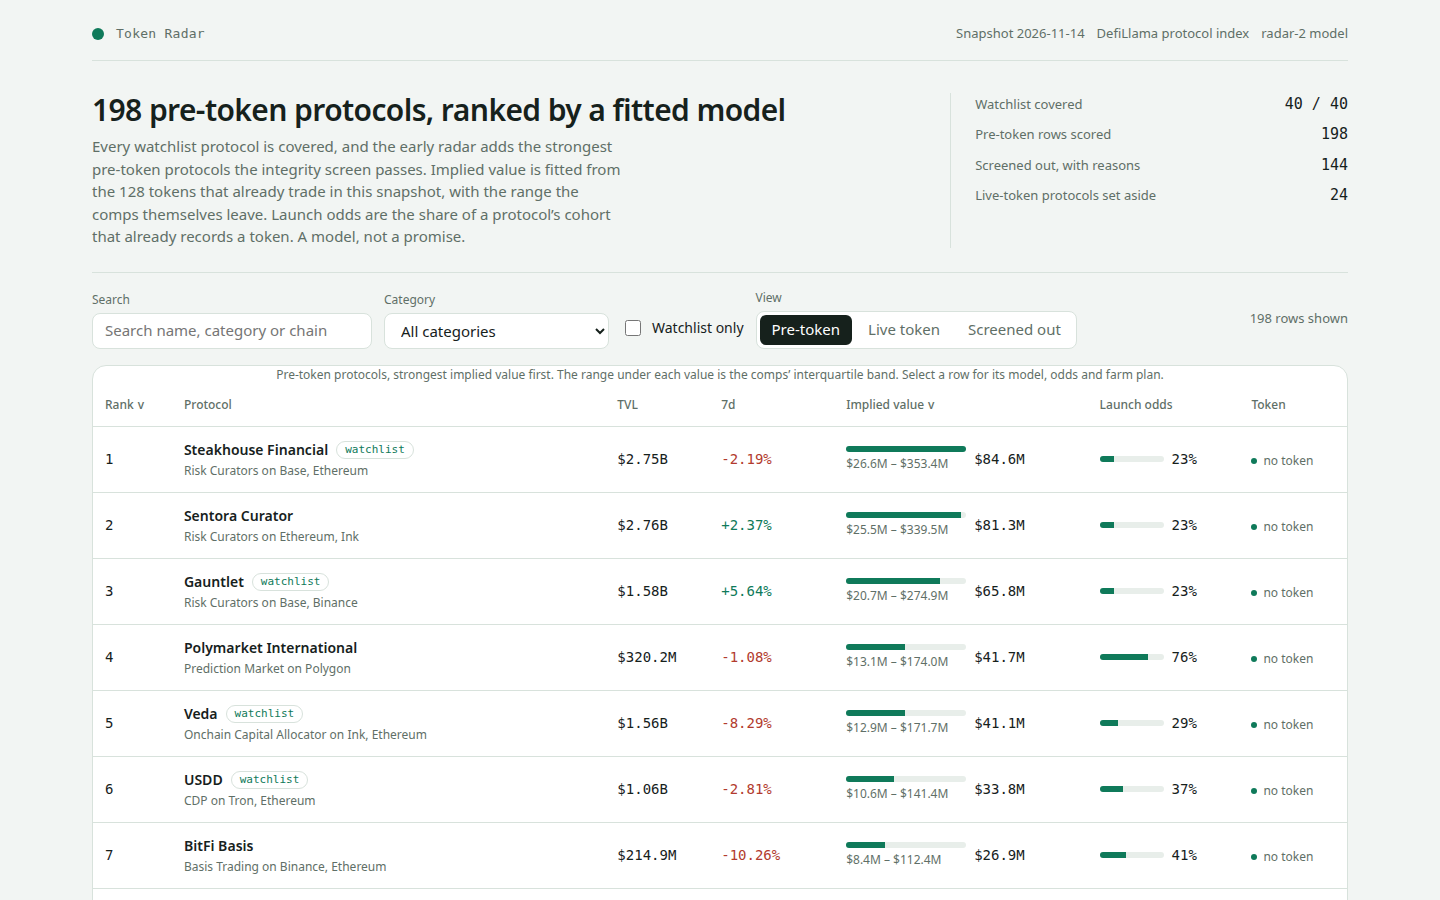 Token Radar
Snapshot 2026-11-14 DefiLlama protocol index radar-2 model
198 pre-token protocols, ranked by a fitted model
Every watchlist protocol is covered, and the early radar adds the strongest
pre-token protocols the integrity screen passes. Implied value is fitted from
the 128 tokens that already trade in this snapshot, with the range the
comps themselves leave. Launch odds are the share of a protocol’s cohort
that already records a token. A model, not a promise.
Watchlist covered 40 / 40
Pre-token rows scored 198
Screened out, with reasons 144
Live-token protocols set aside 24
Search
Search name, category or chain
Category
All categories
Watchlist only
View
Pre-token Live token Screened out
198 rows shown
Pre-token protocols, strongest implied value first. The range under each value is the comps’ interquartile band. Select a row for its model, odds and farm plan.
Rank v Protocol TVL 7d Implied value v Launch odds Token
1 Steakhouse Financial watchlist $2.75B -2.19% $84.6M 23% no token
Risk Curators on Base, Ethereum $26.6M – $353.4M
2 Sentora Curator $2.76B +2.37% $81.3M 23% no token
Risk Curators on Ethereum, Ink $25.5M – $339.5M
3 Gauntlet watchlist $1.58B +5.64% $65.8M 23% no token
Risk Curators on Base, Binance $20.7M – $274.9M
4 Polymarket International $320.2M -1.08% $41.7M 76% no token
Prediction Market on Polygon $13.1M – $174.0M
5 Veda watchlist $1.56B -8.29% $41.1M 29% no token
Onchain Capital Allocator on Ink, Ethereum $12.9M – $171.7M
6 USDD watchlist $1.06B -2.81% $33.8M 37% no token
CDP on Tron, Ethereum $10.6M – $141.4M
7 BitFi Basis $214.9M -10.26% $26.9M 41% no token
Basis Trading on Binance, Ethereum $8.4M – $112.4M